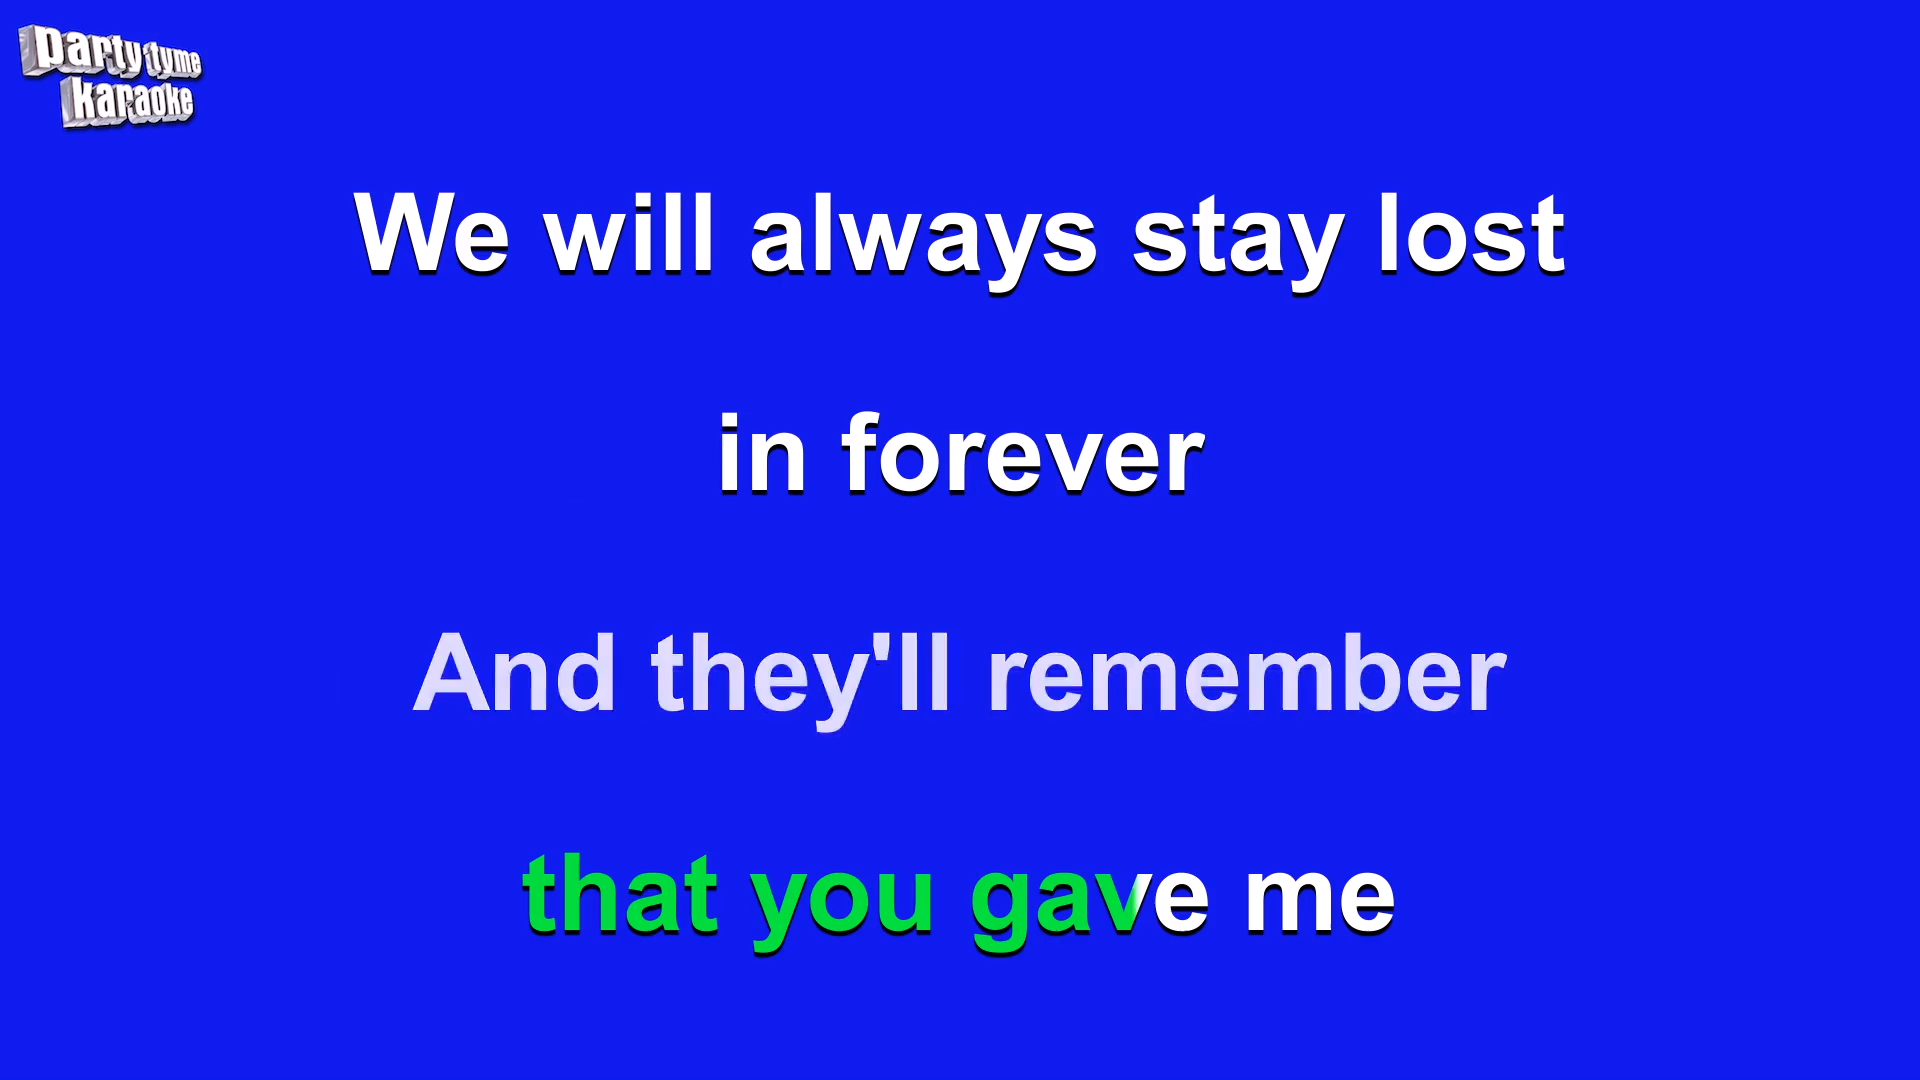 party tyme
karaoke
We will always stay lost
in forever
And they'll remember
that you gave me